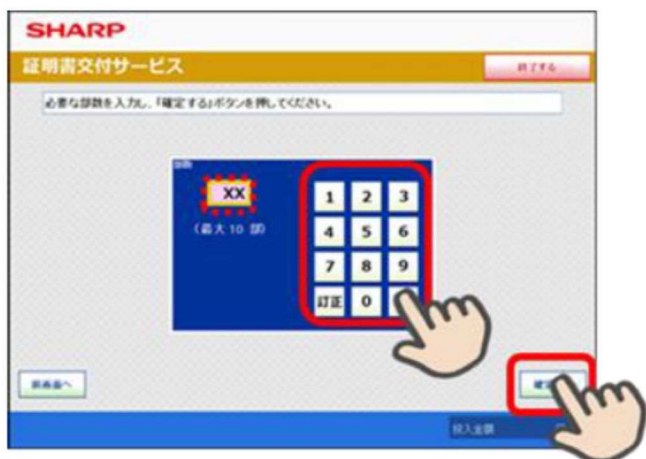 SHARP
証明書交付サービス
終了する
必要な部数を入力し、「確定する」ボタンを押してください。
部数
XX
(最大 10 部)
1 2 3
4 5 6
7 8 9
訂正 0
前画面へ
確
投入金額